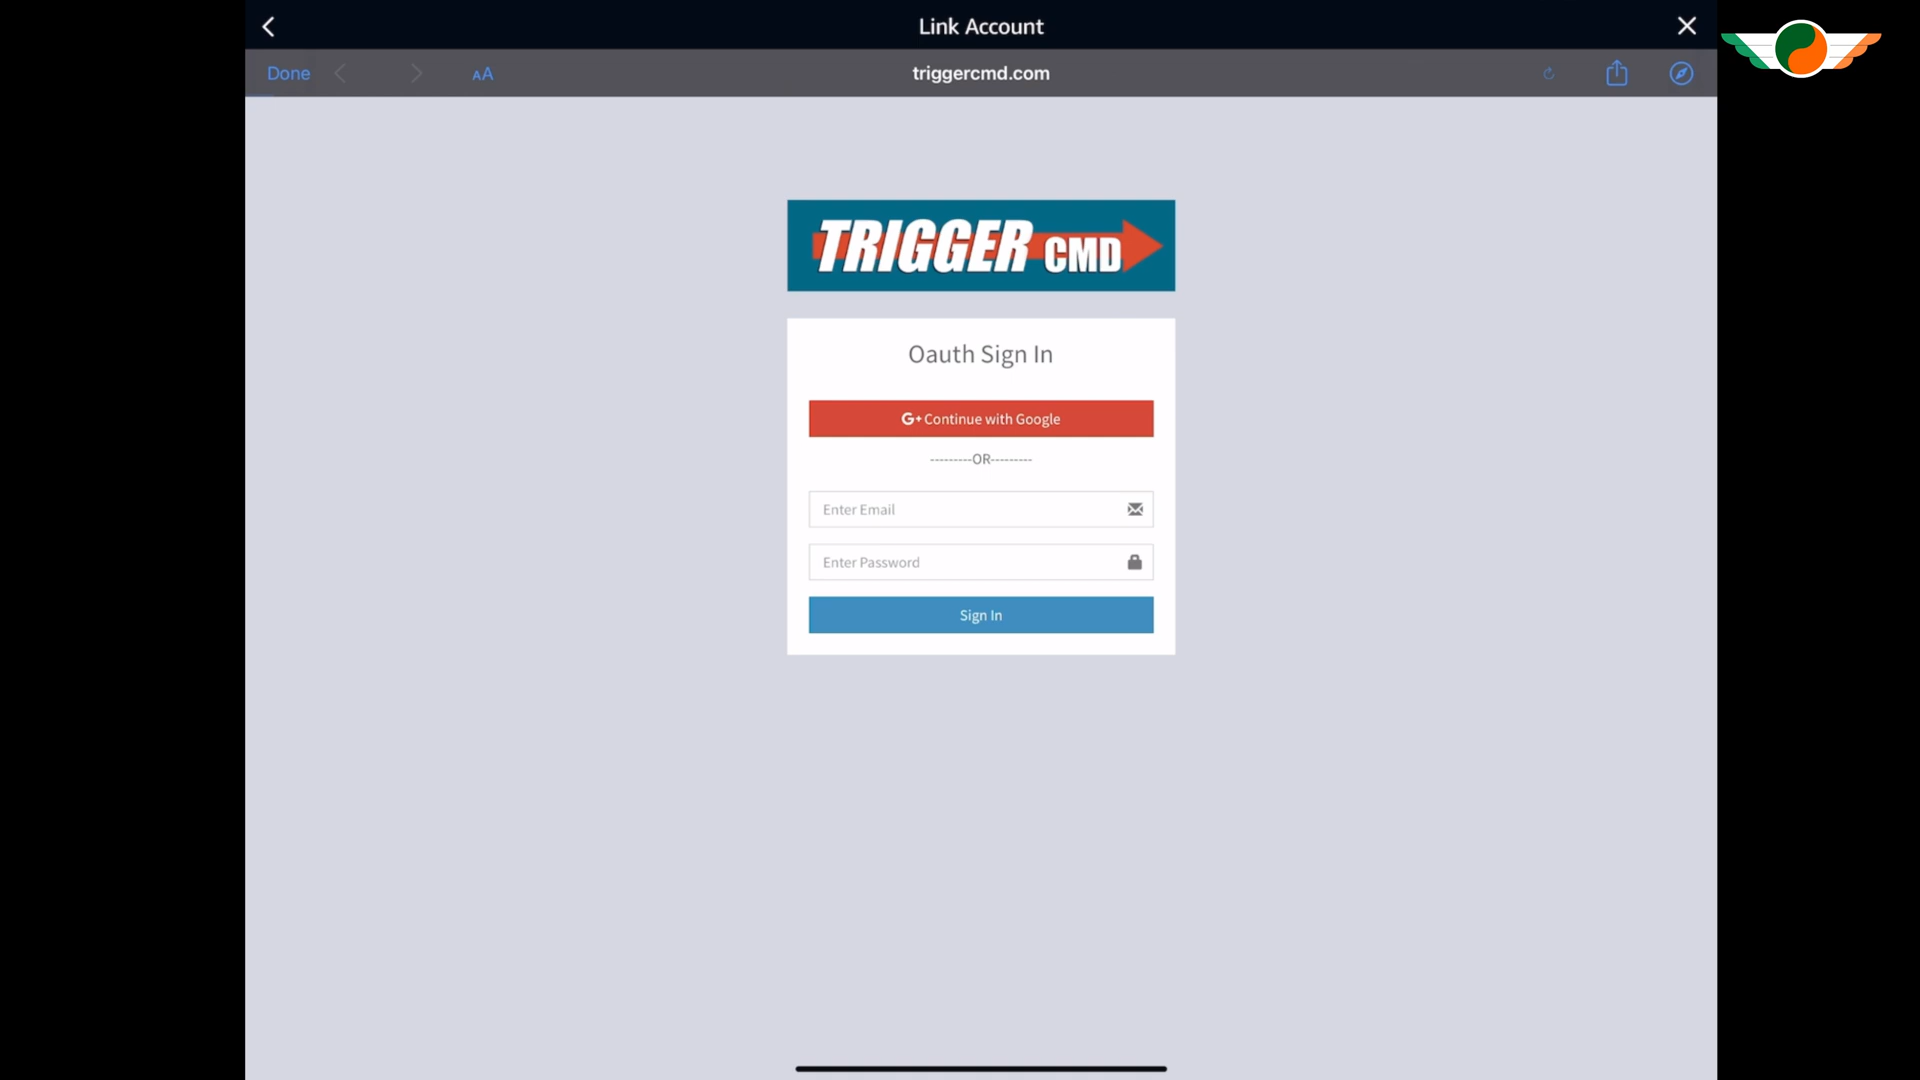 Link Account
Done
AA
triggercmd.com
TRIGGER CMD
Oauth Sign In
G+ Continue with Google
---------OR---------
Enter Email
Enter Password
Sign In